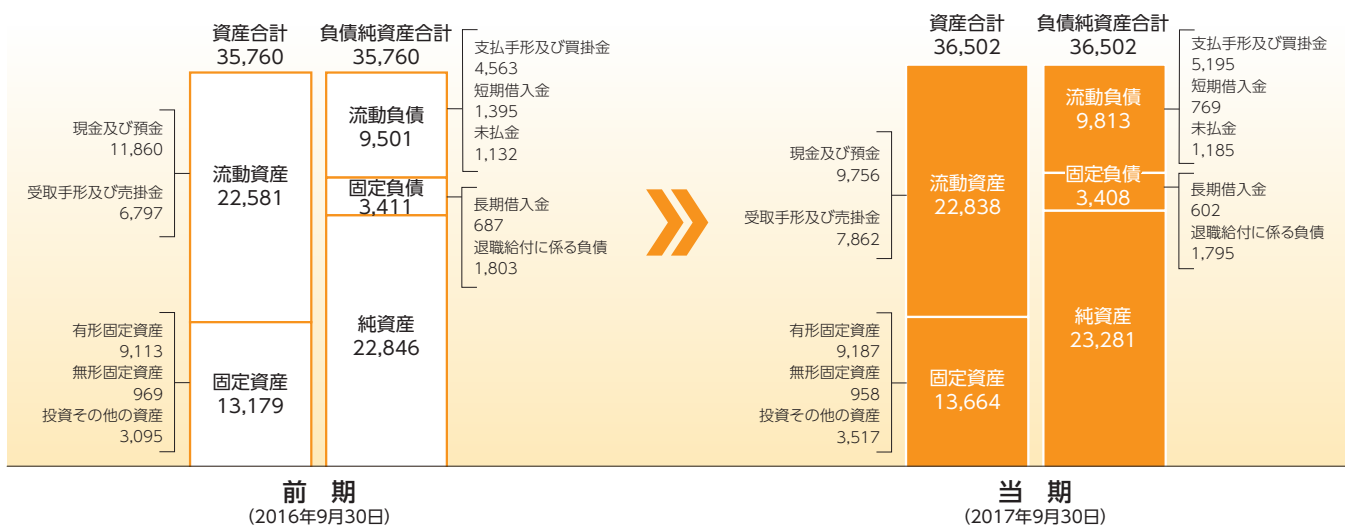 資産合計
35,760
負債純資産合計
35,760
現金及び預金
11,860
受取手形及び売掛金
6,797
流動資産
22,581
有形固定資産
9,113
無形固定資産
969
投資その他の資産
3,095
固定資産
13,179
流動負債
9,501
支払手形及び買掛金
4,563
短期借入金
1,395
未払金
1,132
固定負債
3,411
長期借入金
687
退職給付に係る負債
1,803
純資産
22,846
前 期
(2016年9月30日)
資産合計
36,502
負債純資産合計
36,502
現金及び預金
9,756
受取手形及び売掛金
7,862
流動資産
22,838
有形固定資産
9,187
無形固定資産
958
投資その他の資産
3,517
固定資産
13,664
流動負債
9,813
支払手形及び買掛金
5,195
短期借入金
769
未払金
1,185
固定負債
3,408
長期借入金
602
退職給付に係る負債
1,795
純資産
23,281
当 期
(2017年9月30日)